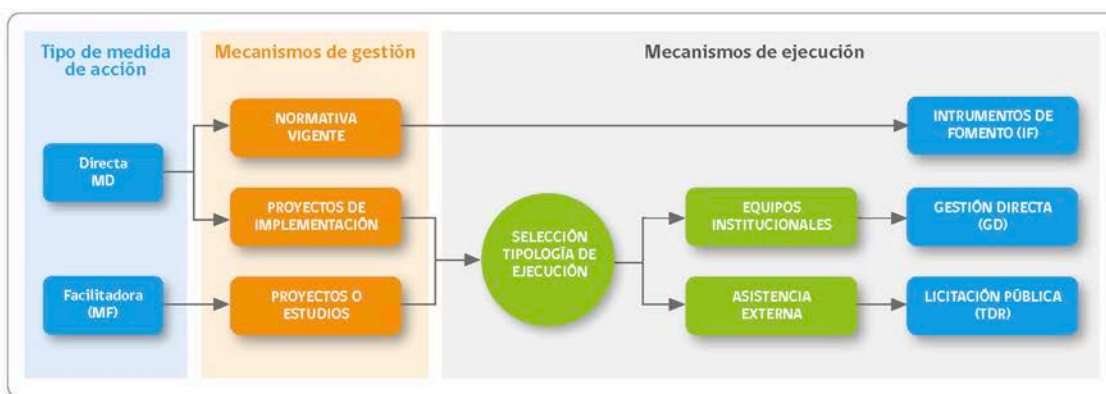 Tipo de medida
de acción
Mecanismos de gestión
Mecanismos de ejecución
NORMATIVA
VIGENTE
INTRUMENTOS DE
FOMENTO (IF)
Directa
MD
PROYECTOS DE
IMPLEMENTACIÓN
SELECCIÓN
TIPOLOGÍA DE
EJECUCIÓN
EQUIPOS
INSTITUCIONALES
GESTIÓN DIRECTA
(GD)
Facilitadora
(MF)
PROYECTOS O
ESTUDIOS
ASISTENCIA
EXTERNA
LICITACIÓN PÚBLICA
(TDR)